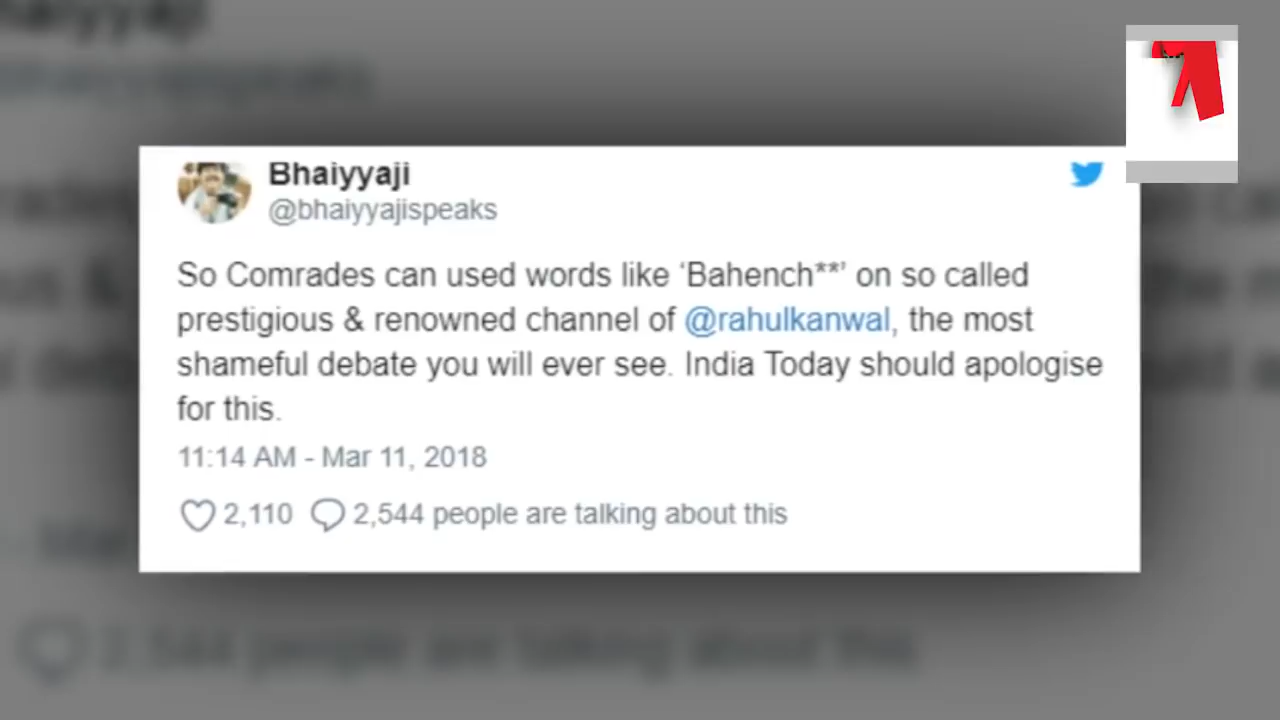 Bhaiyyaji
@bhaiyyajispeaks
So Comrades can used words like ‘Bahench**’ on so called
prestigious & renowned channel of @rahulkanwal, the most
shameful debate you will ever see. India Today should apologise
for this.
11:14 AM - Mar 11, 2018
2,110 2,544 people are talking about this